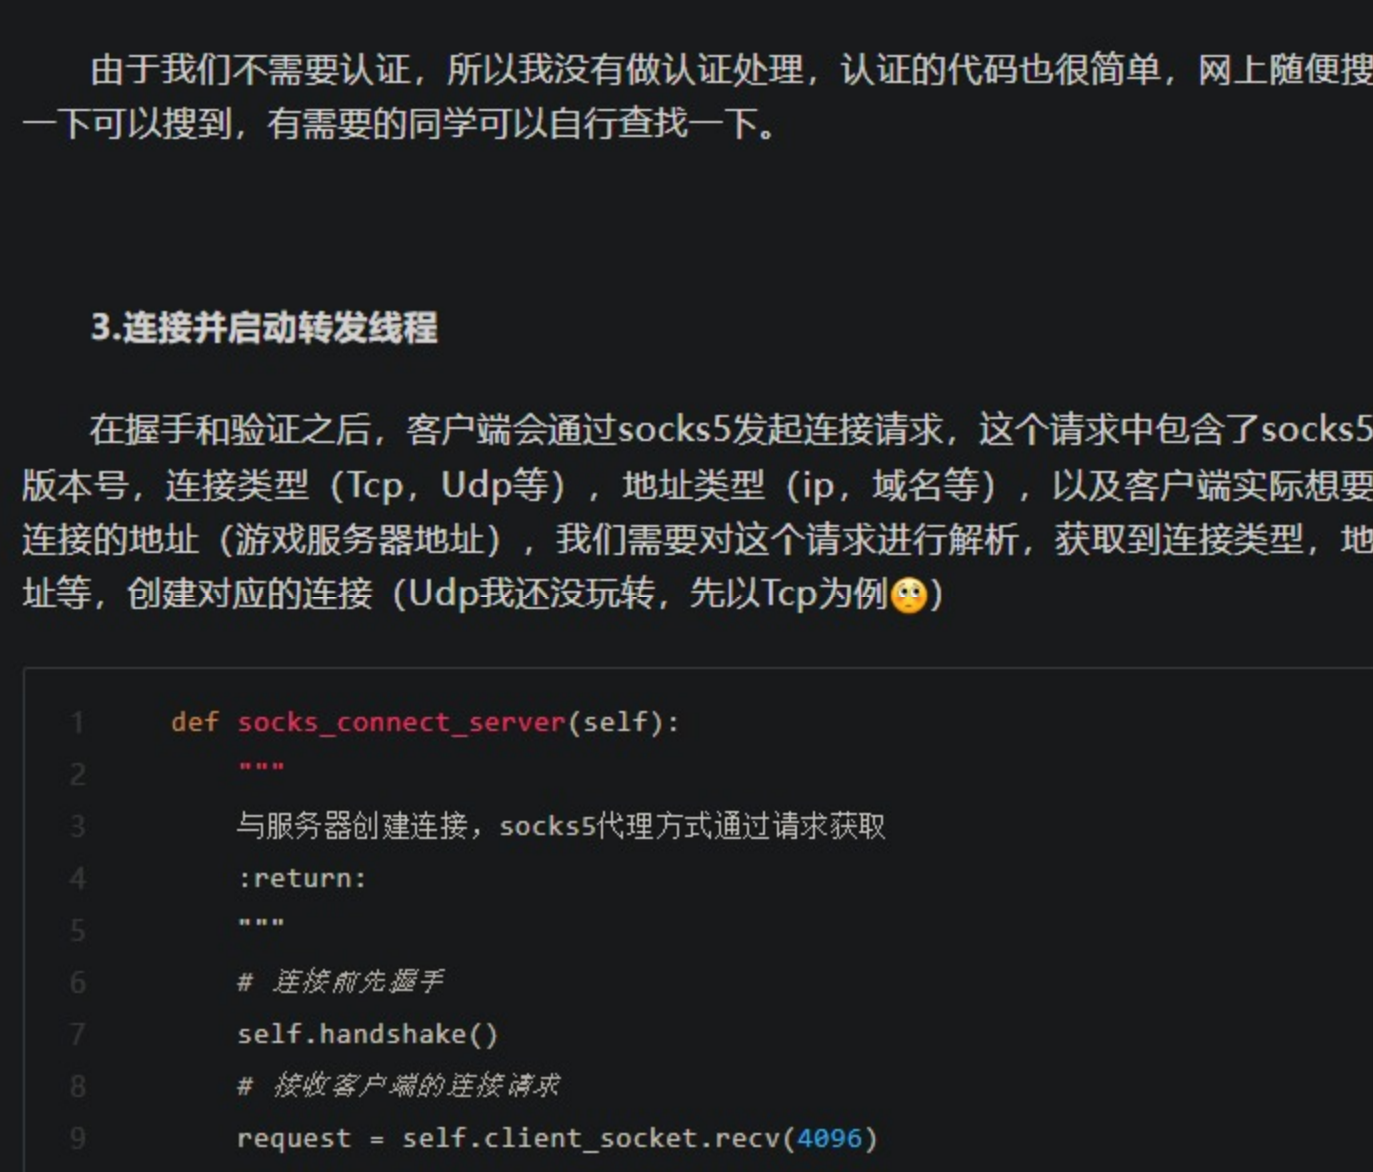 由于我们不需要认证，所以我没有做认证处理，认证的代码也很简单，网上随便搜
一下可以搜到，有需要的同学可以自行查找一下。
3.连接并启动转发线程
在握手和验证之后，客户端会通过socks5发起连接请求，这个请求中包含了socks5
版本号，连接类型（Tcp，Udp等），地址类型（ip，域名等），以及客户端实际想要
连接的地址（游戏服务器地址），我们需要对这个请求进行解析，获取到连接类型，地
址等，创建对应的连接（Udp我还没玩转，先以Tcp为例🥺）
1 def socks_connect_server(self):
2 """
3 与服务器创建连接，socks5代理方式通过请求获取
4 :return:
5 """
6 # 连接前先握手
7 self.handshake()
8 # 接收客户端的连接请求
9 request = self.client_socket.recv(4096)